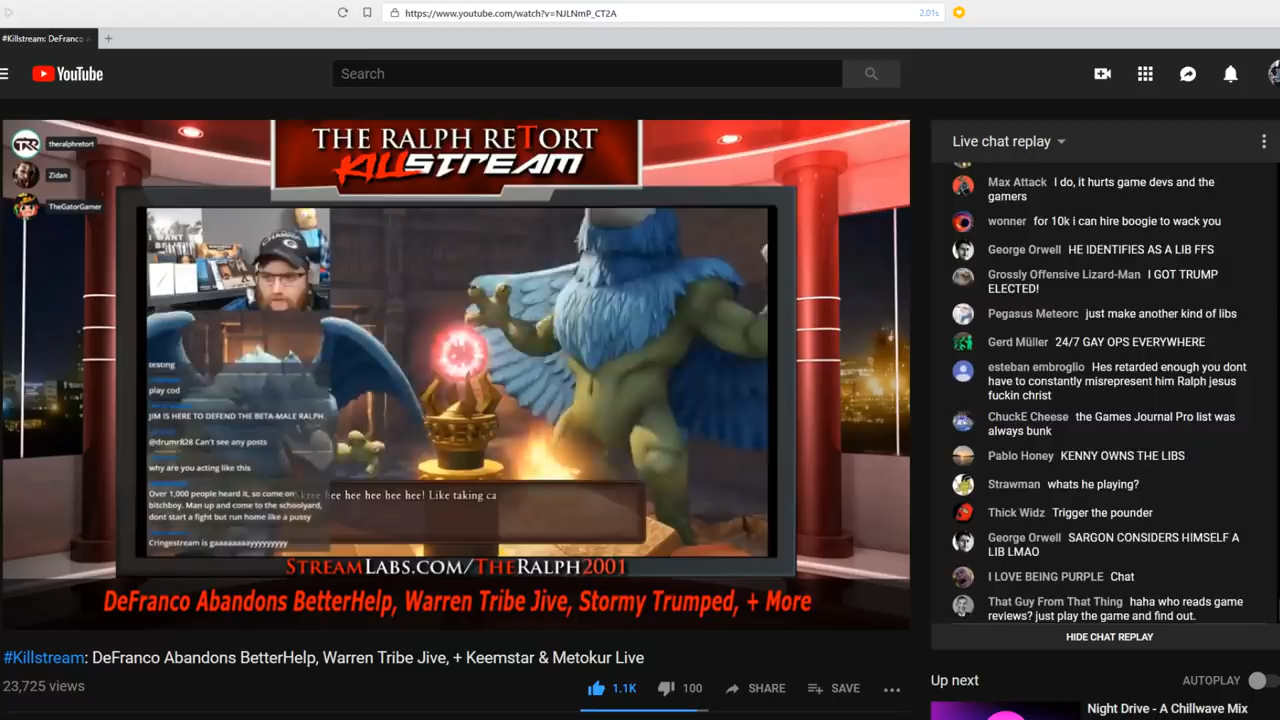 https://www.youtube.com/watch?v=NJLNmP_CT2A
2.01s
#Killstream: DeFranco A
YouTube
Search
THE RALPH RETORT
KILLSTREAM
TRR
theralphretort
Zidan
TheGatorGamer
I WANT
testing
play cod
JIM IS HERE TO DEFEND THE BETA-MALE RALPH.
@drumr828 Can't see any posts
why are you acting like this
Over 1,000 people heard it, so come on
bitchboy. Man up and come to the schoolyard,
dont start a fight but run home like a pussy
Cringestream is gaaaaaaaayyyyyyyyy
hee hee hee hee hee! Like taking ca
STREAMLABS.COM/THERALPH2001
DeFranco Abandons BetterHelp, Warren Tribe Jive, Stormy Trumped, + More
#Killstream: DeFranco Abandons BetterHelp, Warren Tribe Jive, + Keemstar & Metokur Live
23,725 views
1.1K
100
SHARE
SAVE
Live chat replay
Max Attack I do, it hurts game devs and the
gamers
wonner for 10k i can hire boogie to wack you
George Orwell HE IDENTIFIES AS A LIB FFS
Grossly Offensive Lizard-Man I GOT TRUMP
ELECTED!
Pegasus Meteorc just make another kind of libs
Gerd Müller 24/7 GAY OPS EVERYWHERE
esteban embroglio Hes retarded enough you dont
have to constantly misrepresent him Ralph jesus
fuckin christ
ChuckE Cheese the Games Journal Pro list was
always bunk
Pablo Honey KENNY OWNS THE LIBS
Strawman whats he playing?
Thick Widz Trigger the pounder
George Orwell SARGON CONSIDERS HIMSELF A
LIB LMAO
I LOVE BEING PURPLE Chat
That Guy From That Thing haha who reads game
reviews? just play the game and find out.
HIDE CHAT REPLAY
Up next
AUTOPLAY
Night Drive - A Chillwave Mix